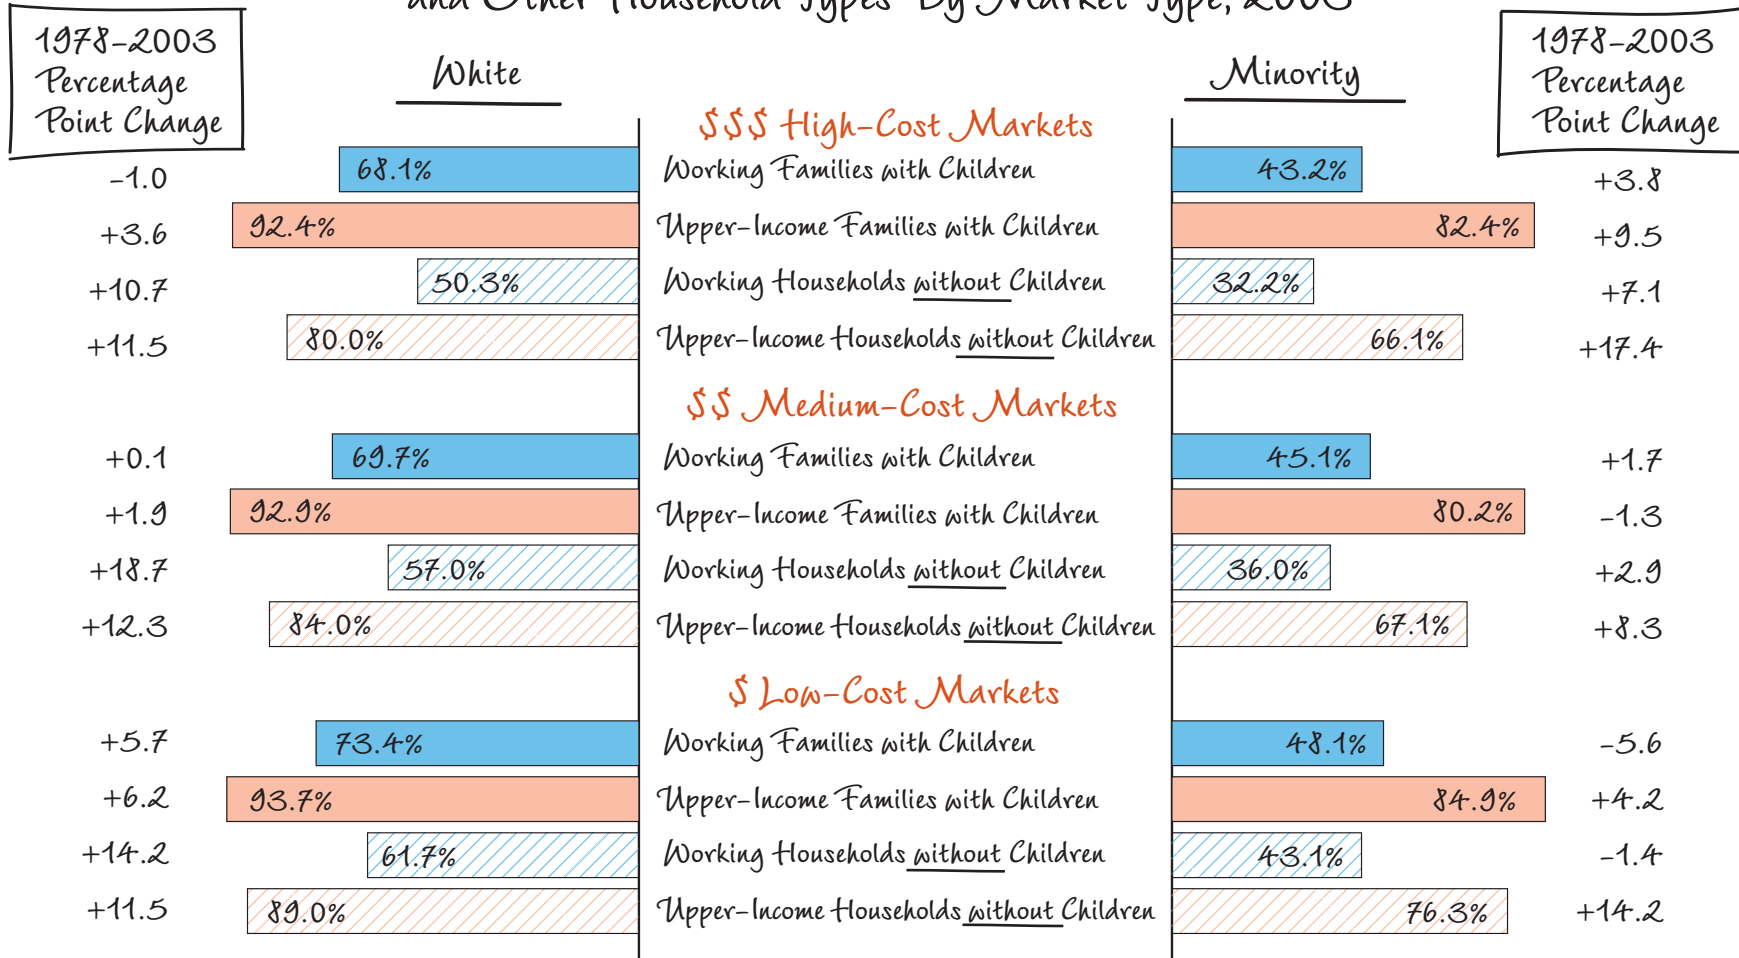 and Other Household Types By Market Type, 2003
1978-2003
Percentage
Point Change
White
Minority
1978-2003
Percentage
Point Change
$$$ High-Cost Markets
-1.0 68.1% Working Families with Children 43.2% +3.8
+3.6 92.4% Upper-Income Families with Children 82.4% +9.5
+10.7 50.3% Working Households without Children 32.2% +7.1
+11.5 80.0% Upper-Income Households without Children 66.1% +17.4
$$ Medium-Cost Markets
+0.1 69.7% Working Families with Children 45.1% +1.7
+1.9 92.9% Upper-Income Families with Children 80.2% -1.3
+18.7 57.0% Working Households without Children 36.0% +2.9
+12.3 84.0% Upper-Income Households without Children 67.1% +8.3
$ Low-Cost Markets
+5.7 73.4% Working Families with Children 48.1% -5.6
+6.2 93.7% Upper-Income Families with Children 84.9% +4.2
+14.2 61.7% Working Households without Children 43.1% -1.4
+11.5 89.0% Upper-Income Households without Children 76.3% +14.2